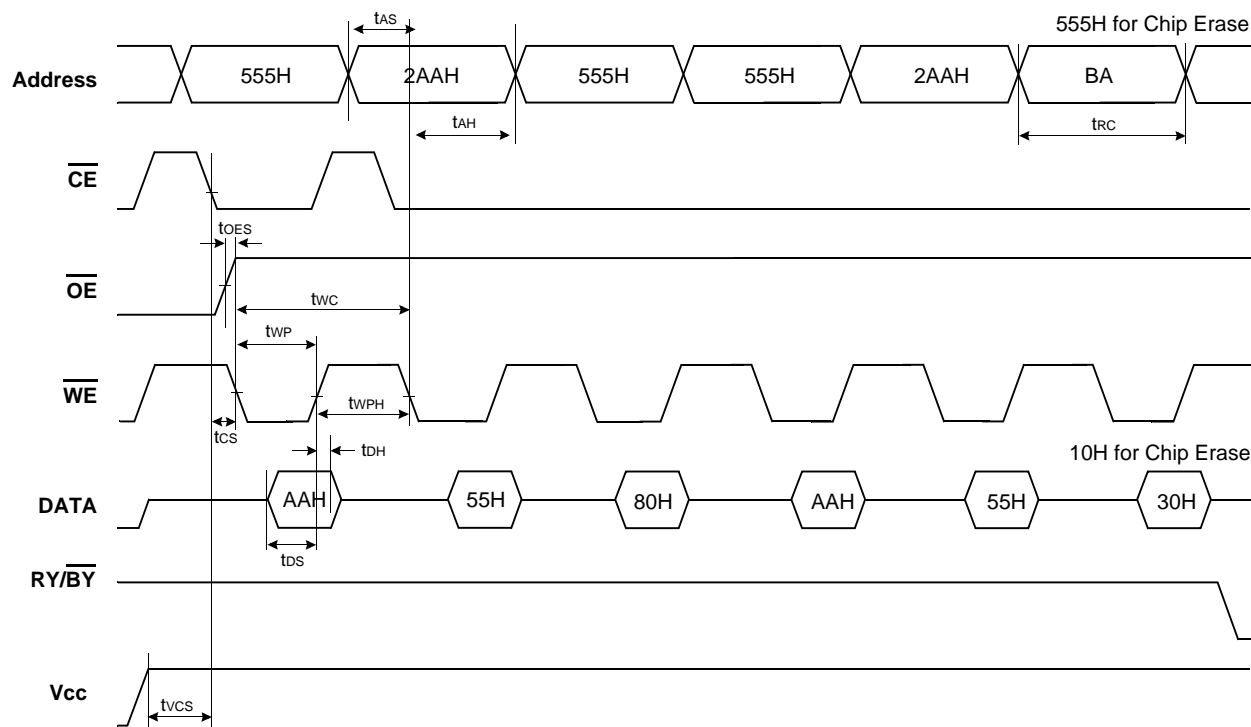 tAS
555H for Chip Erase
Address 555H 2AAH 555H 555H 2AAH BA
tAH
tRC
CE
tOES
OE
tWC
tWP
WE
tWPH
tCS
tDH
10H for Chip Erase
DATA AAH 55H 80H AAH 55H 30H
tDS
RY/BY
Vcc
tVCS